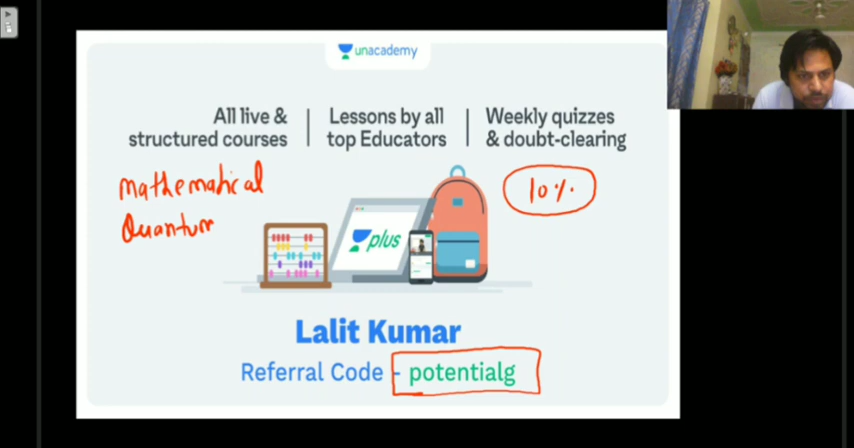 unacademy
All live &
structured courses
Lessons by all
top Educators
Weekly quizzes
& doubt-clearing
Mathematical
Quantum
10%
plus
Lalit Kumar
Referral Code - potentialg